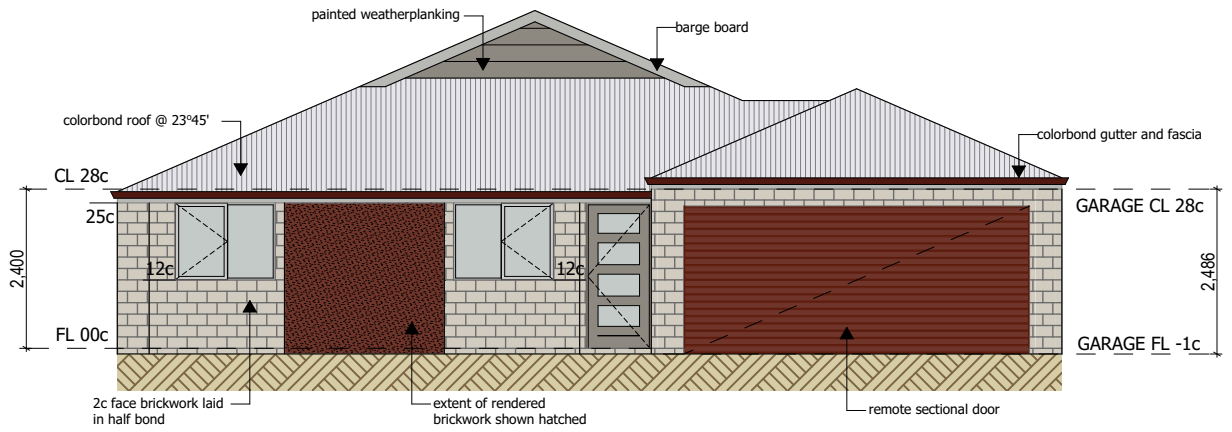 painted weatherplanking
barge board
colorbond roof @ 23º45'
colorbond gutter and fascia
CL 28c
25c
GARAGE CL 28c
12c
12c
2,400
2,486
FL 00c
GARAGE FL -1c
2c face brickwork laid
in half bond
extent of rendered
brickwork shown hatched
remote sectional door